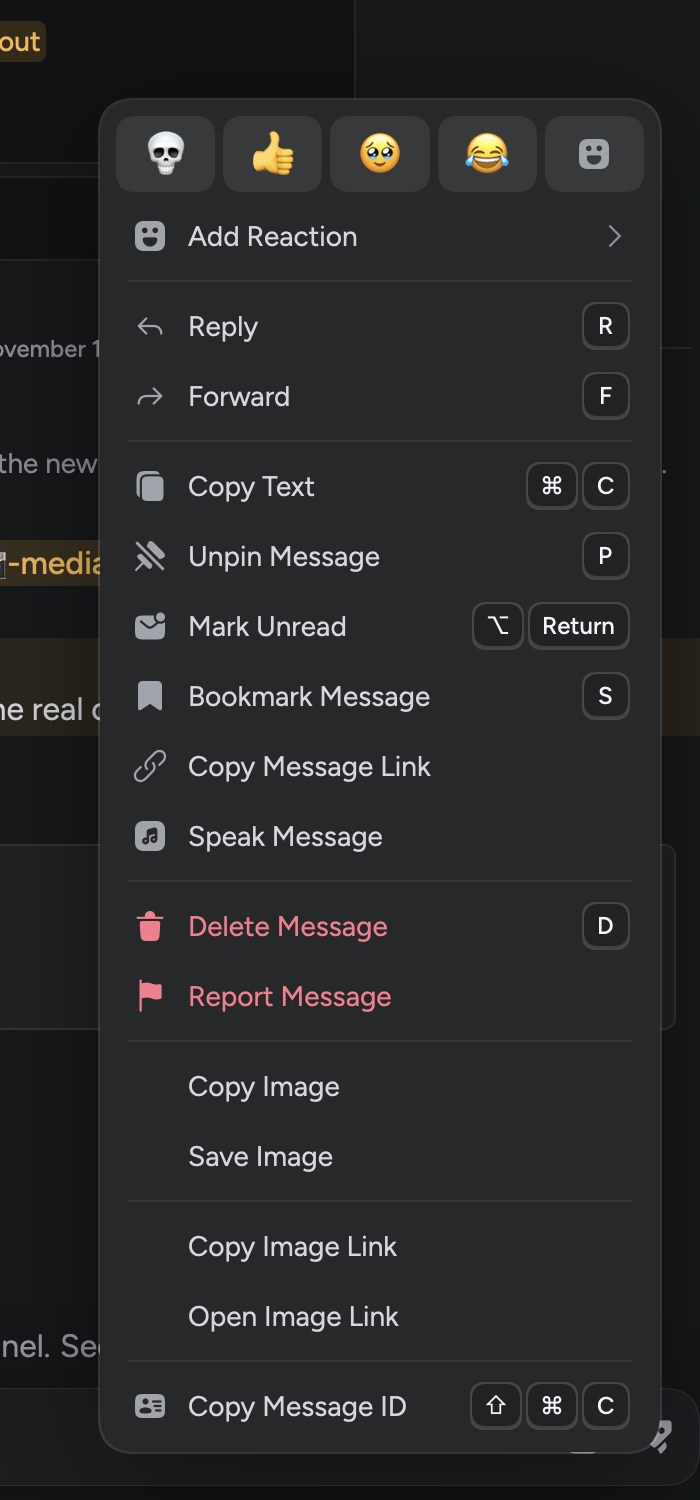 out
Add Reaction
Reply R
Forward F
ovember 1
the new
Copy Text ⌘ C
-media
Unpin Message P
Mark Unread ⌥ Return
Bookmark Message S
he real
Copy Message Link
Speak Message
Delete Message D
Report Message
Copy Image
Save Image
Copy Image Link
Open Image Link
nel. Se
Copy Message ID ⇧ ⌘ C